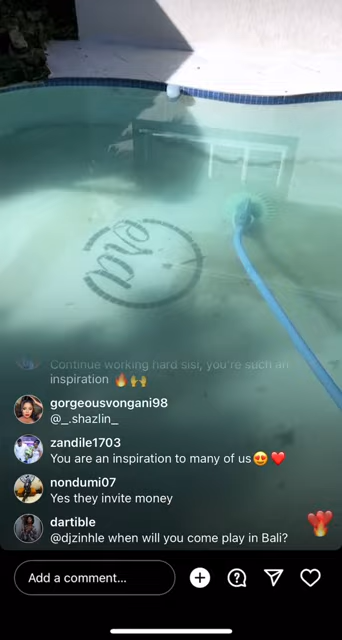 ava
Continue working hard sisi, you're such an
inspiration 🔥🙌
gorgeousvongani98
@_.shazlin_
zandile1703
You are an inspiration to many of us😍❤️
nondumi07
Yes they invite money
dartible
@djzinhle when will you come play in Bali?
Add a comment...